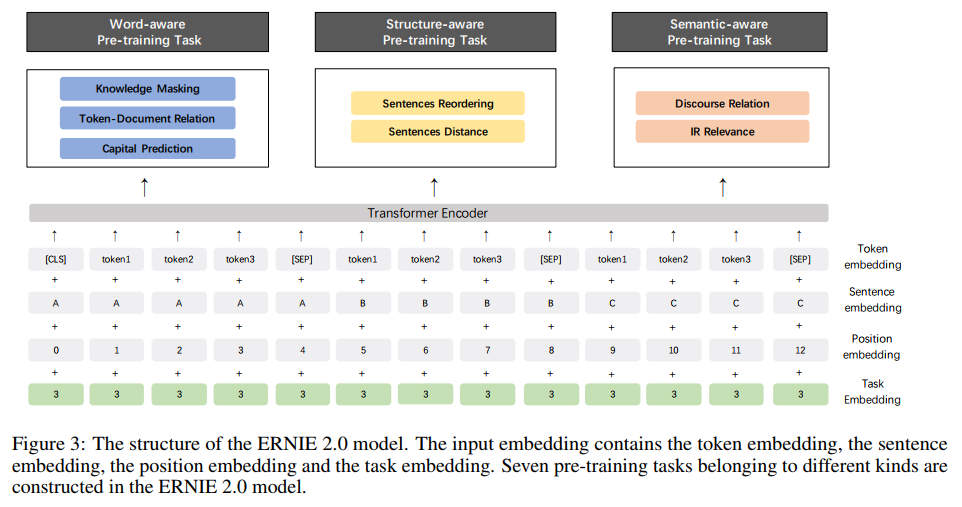 Word-aware
Pre-training Task
Structure-aware
Pre-training Task
Semantic-aware
Pre-training Task
Knowledge Masking
Token-Document Relation
Capital Prediction
Sentences Reordering
Sentences Distance
Discourse Relation
IR Relevance
Transformer Encoder
[CLS] token1 token2 token3 [SEP] token1 token2 token3 [SEP] token1 token2 token3 [SEP]
Token
embedding
+ + + + + + + + + + + + +
A A A A A B B B B C C C C
Sentence
embedding
+ + + + + + + + + + + + +
0 1 2 3 4 5 6 7 8 9 10 11 12
Position
embedding
+ + + + + + + + + + + + +
3 3 3 3 3 3 3 3 3 3 3 3 3
Task
Embedding
Figure 3: The structure of the ERNIE 2.0 model. The input embedding contains the token embedding, the sentence
embedding, the position embedding and the task embedding. Seven pre-training tasks belonging to different kinds are
constructed in the ERNIE 2.0 model.